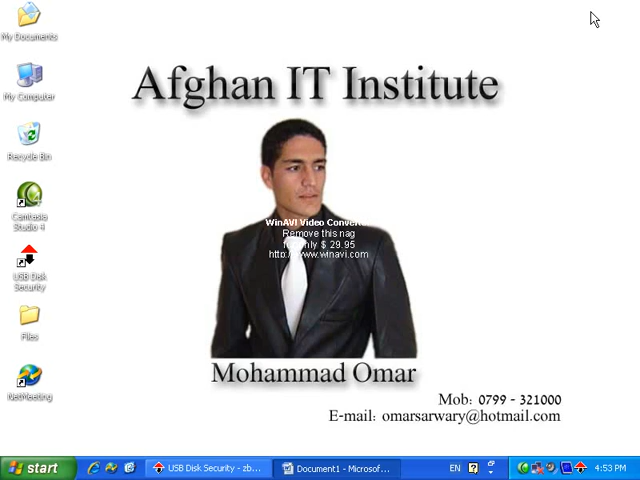 My Documents
My Computer
Recycle Bin
Camtasia
Studio 4
USB Disk
Security
Files
NetMeeting
Afghan IT Institute
WinAVI Video Converte
Remove this nag
for only $ 29.95
http://www.winavi.com
Mohammad Omar
Mob: 0799 - 321000
E-mail: omarsarwary@hotmail.com
start
USB Disk Security - zb...
Document1 - Microsof...
EN
4:53 PM